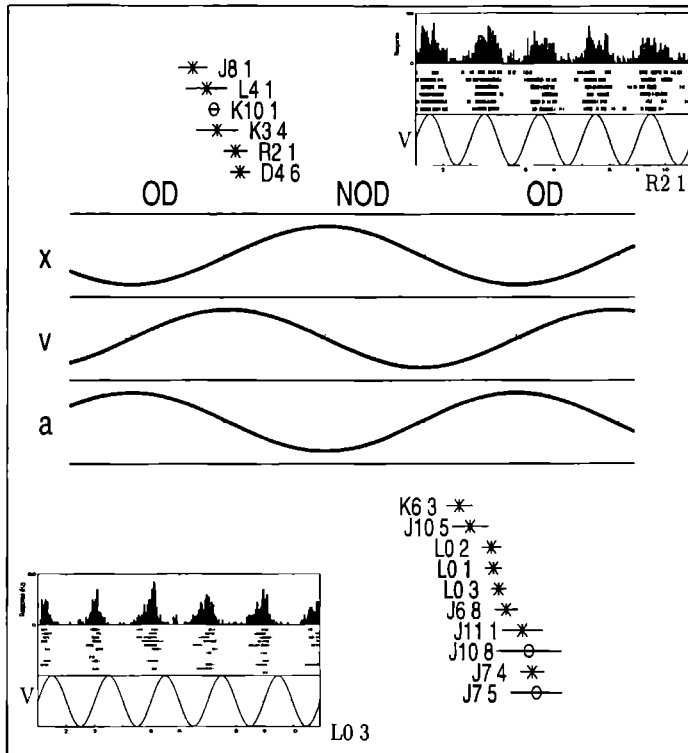 Response
J8 1
L4 1
K10 1
K3 4
R2 1
D4 6
V
R2 1
OD NOD OD
x
v
a
K6 3
J10 5
L0 2
L0 1
L0 3
J6 8
J11 1
J10 8
J7 4
J7 5
V
L0 3